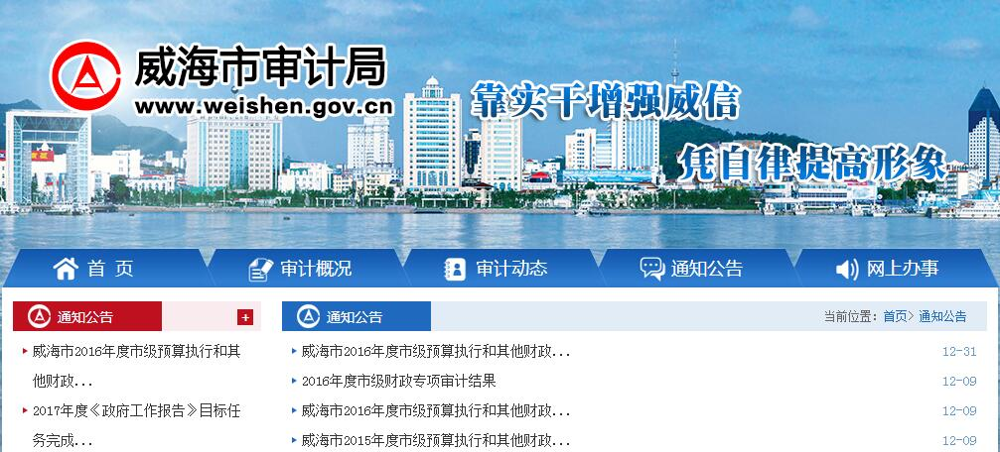 威海市审计局
www.weishen.gov.cn
靠实干增强威信
凭自律提高形象
首 页 审计概况 审计动态 通知公告 网上办事
通知公告 +
威海市2016年度市级预算执行和其
他财政...
2017年度《政府工作报告》目标任
务完成...
通知公告 当前位置：首页> 通知公告
威海市2016年度市级预算执行和其他财政... 12-31
2016年度市级财政专项审计结果 12-09
威海市2016年度市级预算执行和其他财政... 12-09
威海市2015年度市级预算执行和其他财政... 12-09